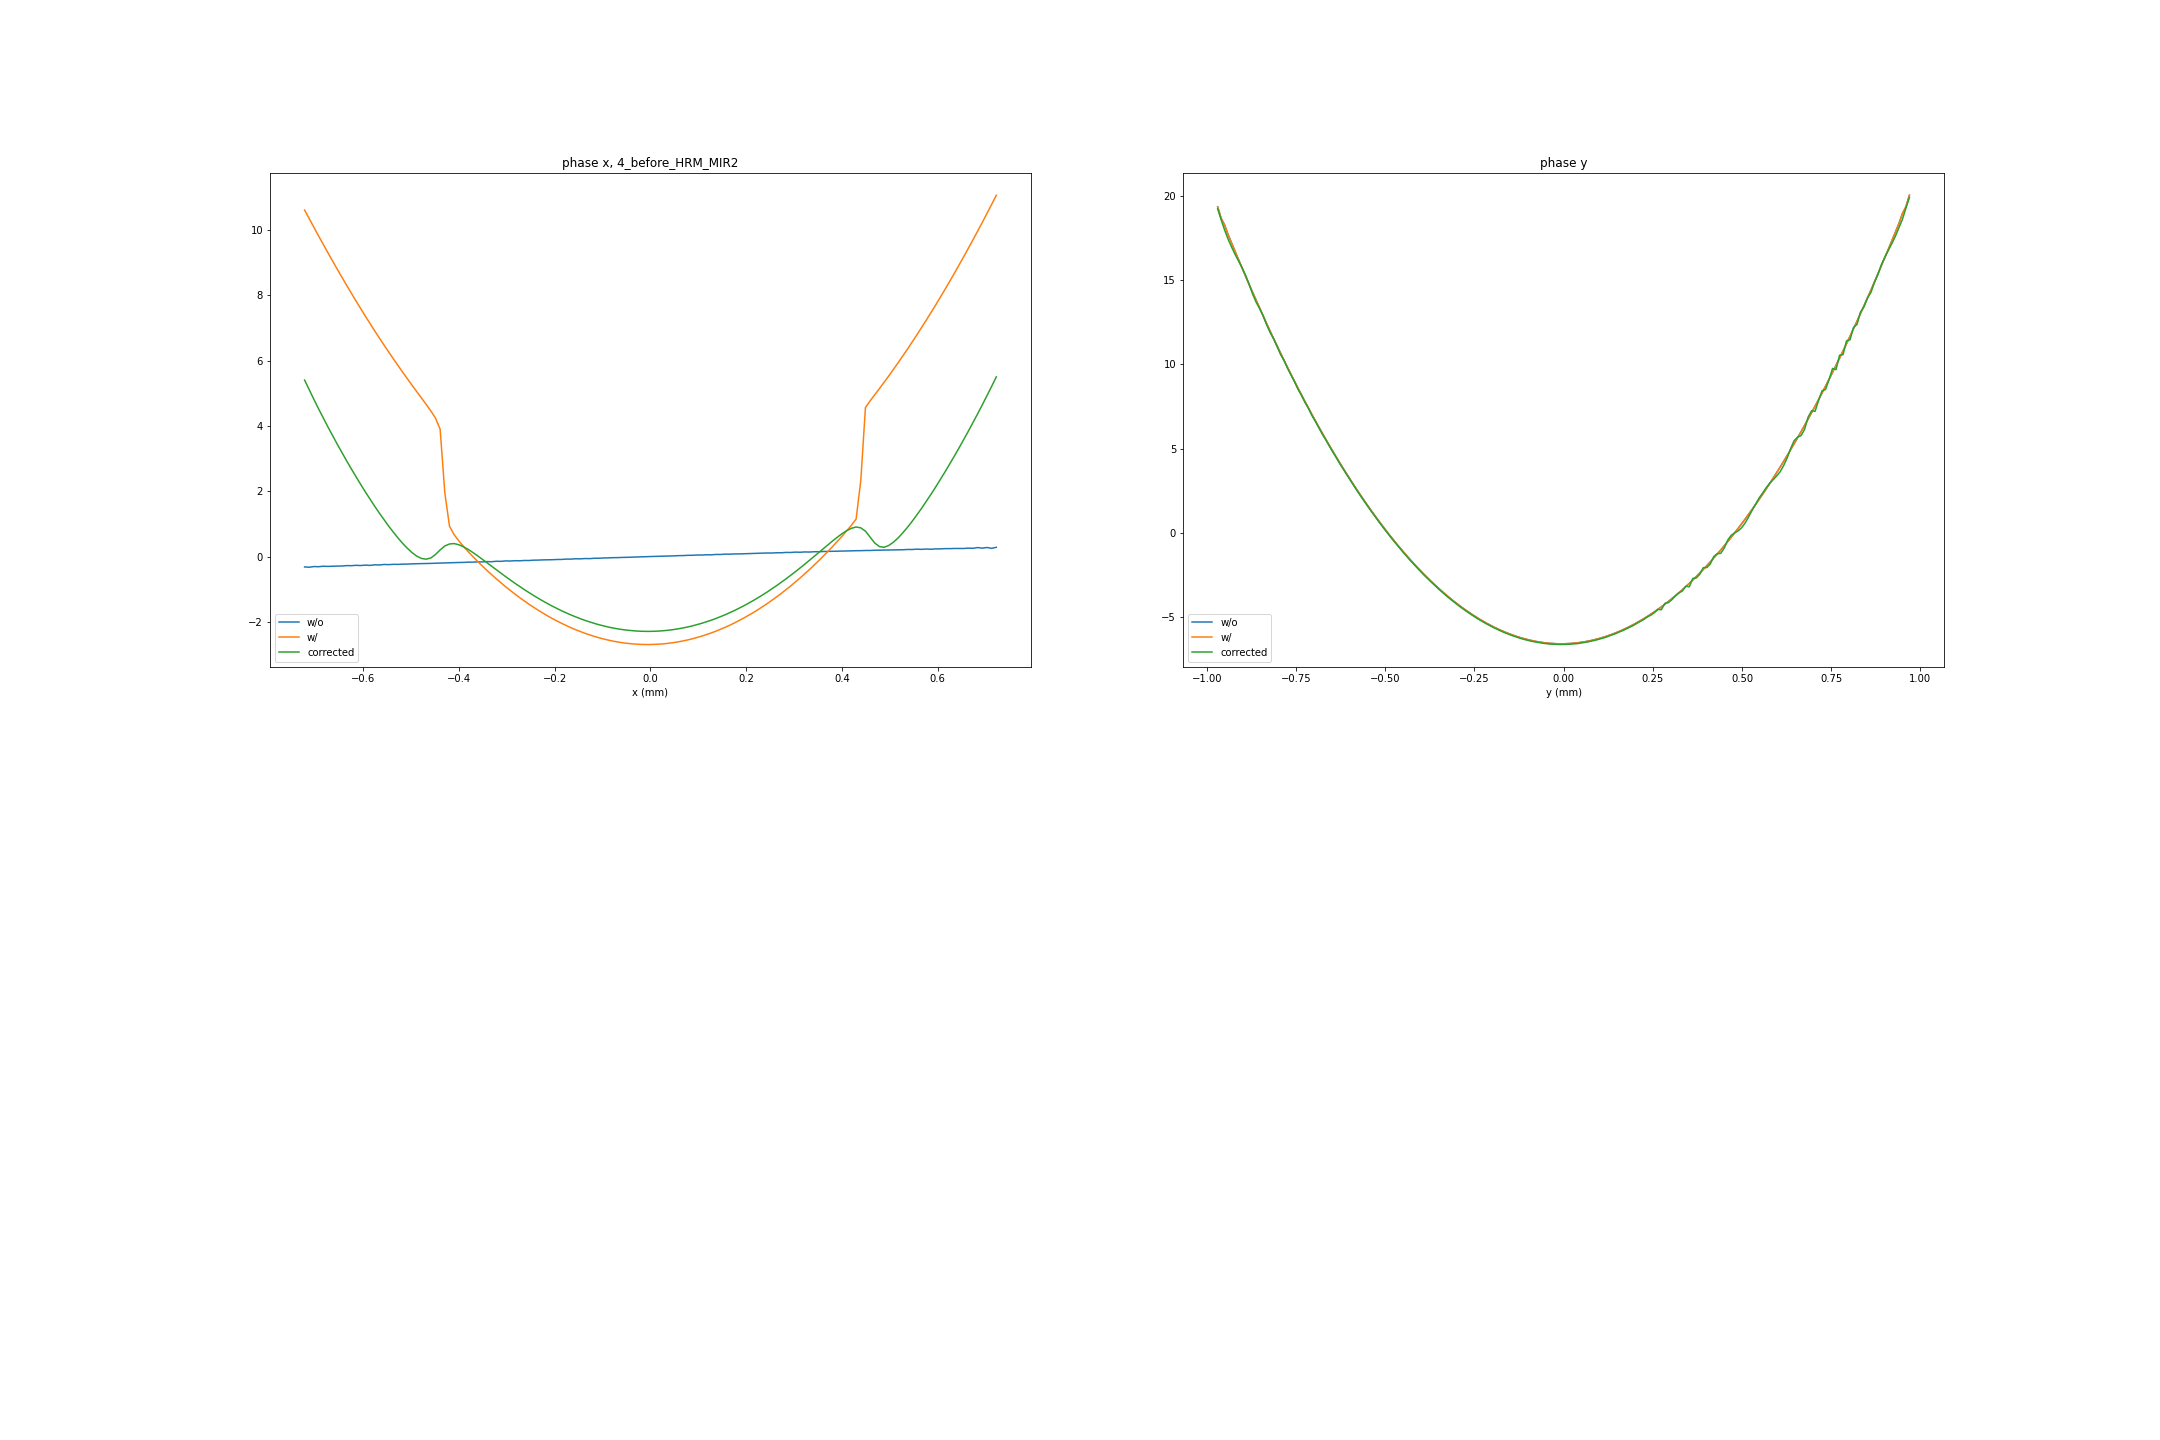 phase x, 4_before_HRM_MIR2
10
8
6
4
2
0
−2
w/o
w/
corrected
−0.6
−0.4
−0.2
0.0
0.2
0.4
0.6
x (mm)
phase y
20
15
10
5
0
−5
w/o
w/
corrected
−1.00
−0.75
−0.50
−0.25
0.00
0.25
0.50
0.75
1.00
y (mm)